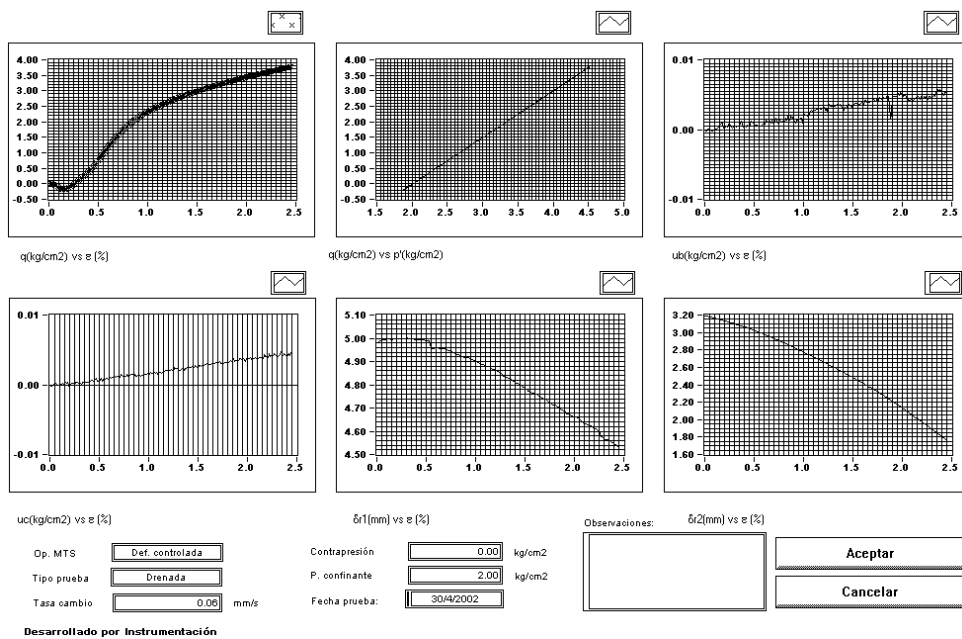 4.00
3.50
3.00
2.50
2.00
1.50
1.00
0.50
0.00
-0.50
0.0 0.5 1.0 1.5 2.0 2.5
q(kg/cm2) vs ε (%)
4.00
3.50
3.00
2.50
2.00
1.50
1.00
0.50
0.00
-0.50
1.5 2.0 2.5 3.0 3.5 4.0 4.5 5.0
q(kg/cm2) vs p'(kg/cm2)
0.01
0.00
-0.01
0.0 0.5 1.0 1.5 2.0 2.5
ub(kg/cm2) vs ε (%)
0.01
0.00
-0.01
0.0 0.5 1.0 1.5 2.0 2.5
uc(kg/cm2) vs ε (%)
5.10
5.00
4.90
4.80
4.70
4.60
4.50
0.0 0.5 1.0 1.5 2.0 2.5
δr1(mm) vs ε (%)
3.20
3.00
2.80
2.60
2.40
2.20
2.00
1.80
1.60
0.0 0.5 1.0 1.5 2.0 2.5
δr2(mm) vs ε (%)
Op. MTS Def. controlada
Tipo prueba Drenada
Tasa cambio 0.06 mm/s
Contrapresión 0.00 kg/cm2
P. confinante 2.00 kg/cm2
Fecha prueba: 30/4/2002
Observaciones:
Aceptar
Cancelar
Desarrollado por Instrumentación